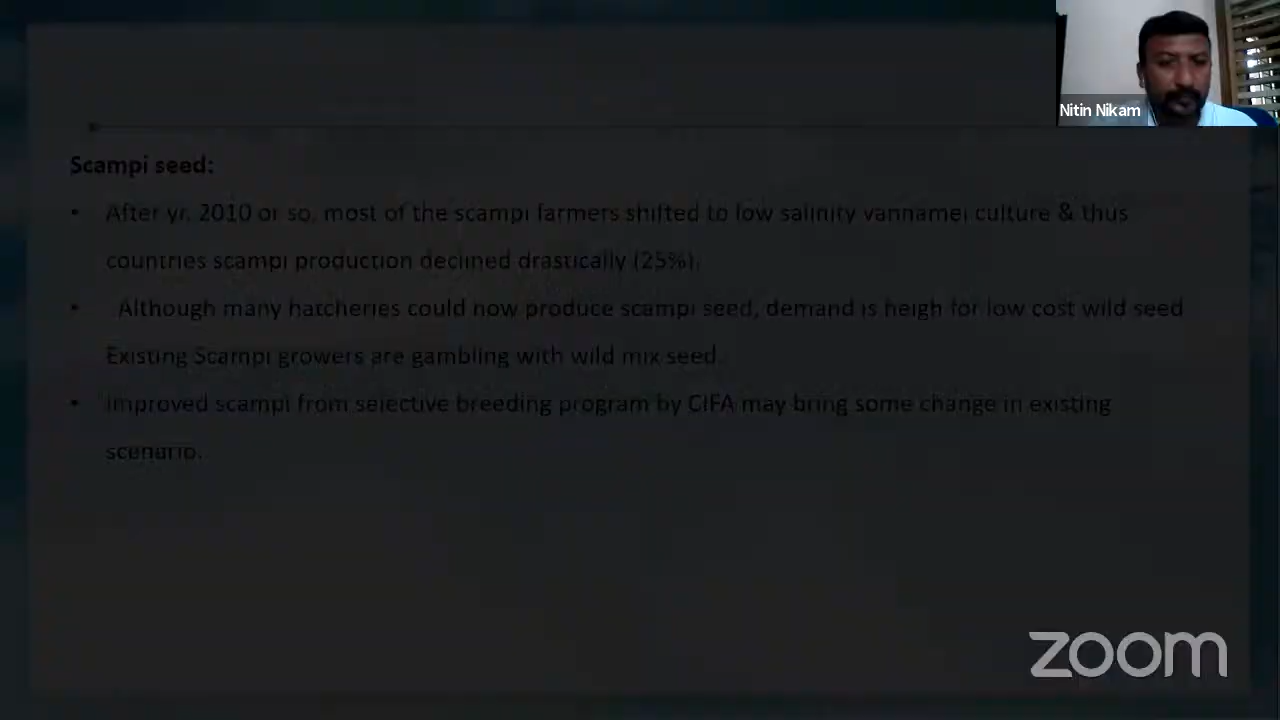 Nitin Nikam
Scampi seed:
• After yr. 2010 or so, most of the scampi farmers shifted to low salinity vannamei culture & thus
countries scampi production declined drastically (25%).
• Although many hatcheries could now produce scampi seed, demand is heigh for low cost wild seed
Existing Scampi growers are gambling with wild mix seed.
• Improved scampi from selective breeding program by CIFA may bring some change in existing
scenario.
zoom